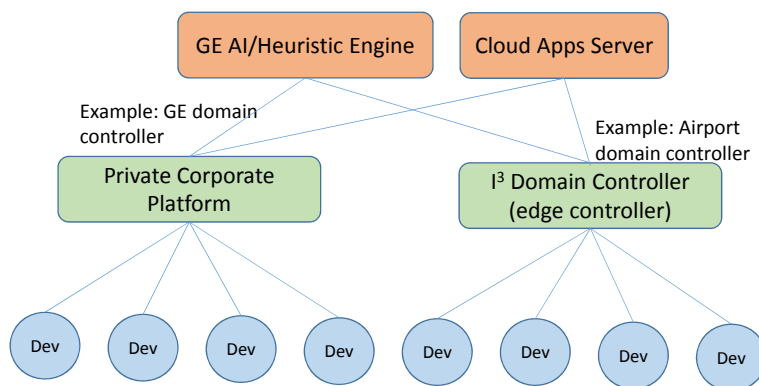 GE AI/Heuristic Engine
Cloud Apps Server
Example: GE domain
controller
Example: Airport
domain controller
Private Corporate
Platform
I³ Domain Controller
(edge controller)
Dev
Dev
Dev
Dev
Dev
Dev
Dev
Dev